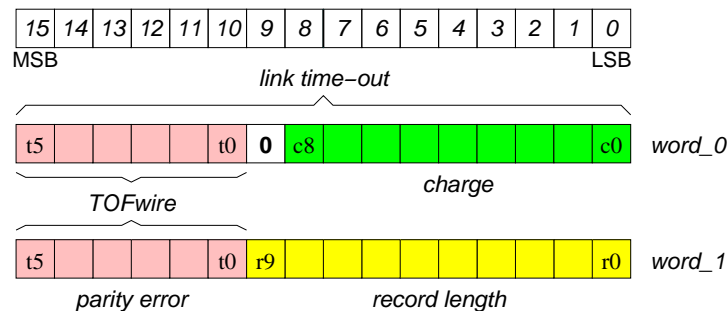 15 14 13 12 11 10 9 8 7 6 5 4 3 2 1 0
MSB LSB
link time−out
t5 t0 0 c8 c0 word_0
TOFwire charge
t5 t0 r9 r0 word_1
parity error record length